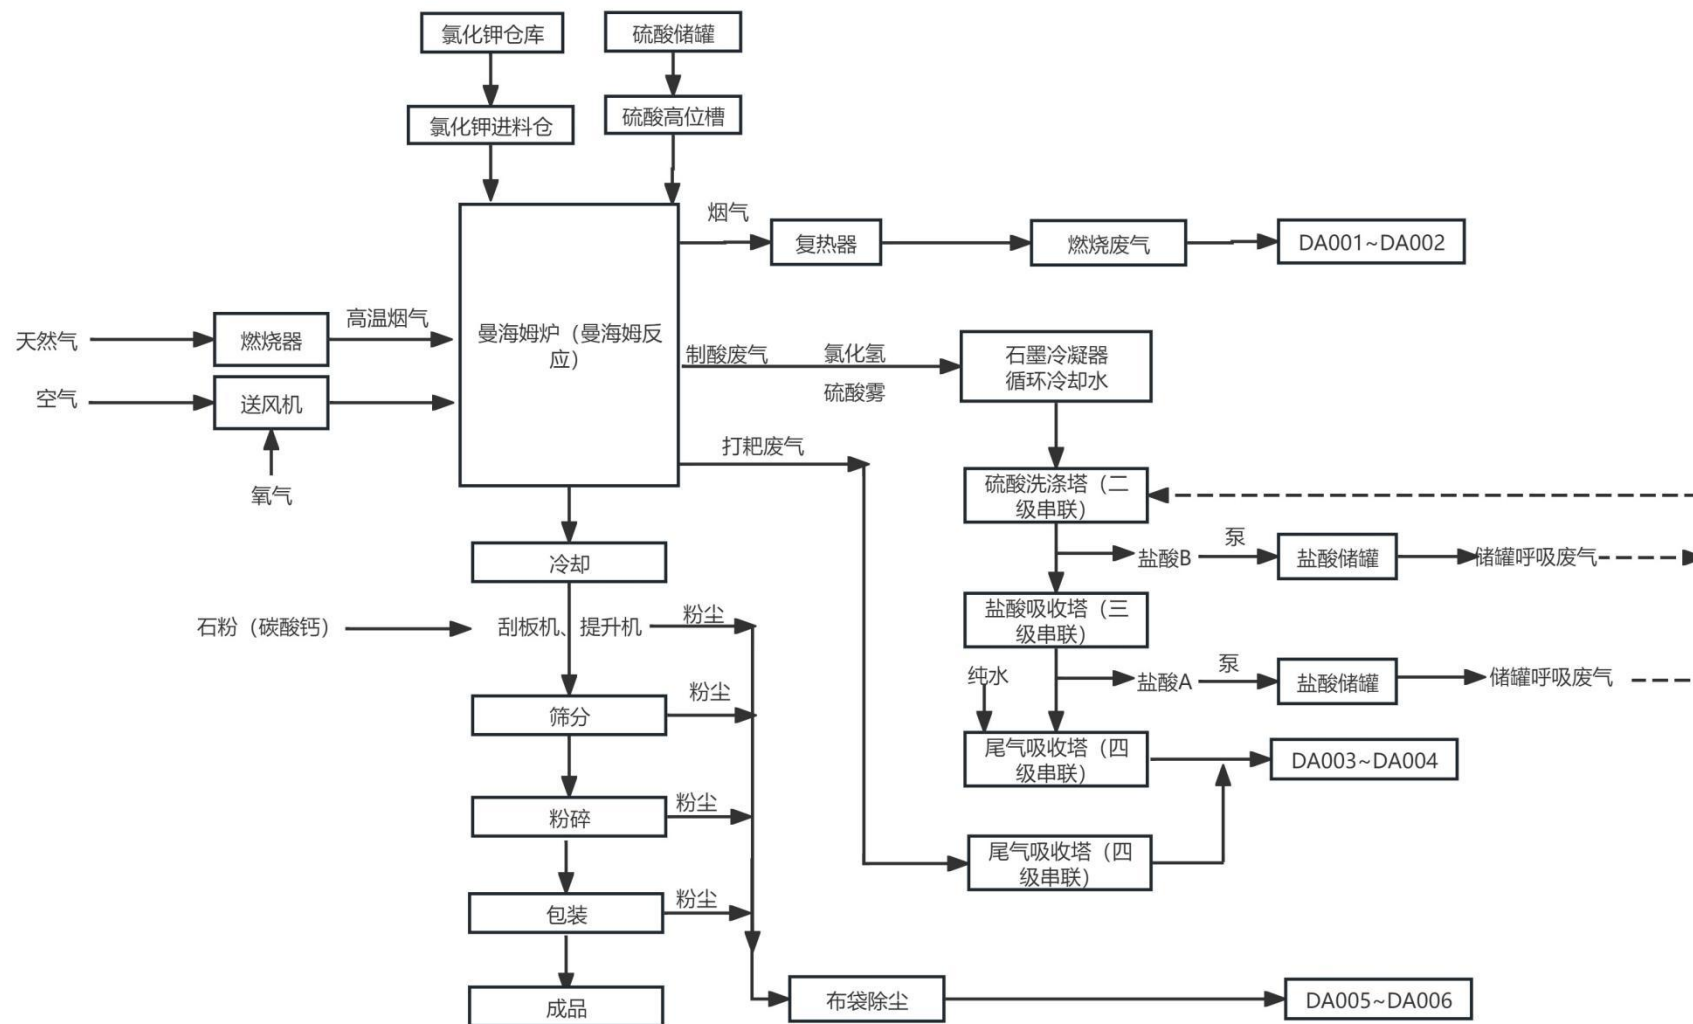 氯化钾仓库
硫酸储罐
氯化钾进料仓
硫酸高位槽
烟气
复热器
燃烧废气
DA001~DA002
天然气
燃烧器
高温烟气
曼海姆炉（曼海姆反
应）
制酸废气
氯化氢
硫酸雾
石墨冷凝器
循环冷却水
空气
送风机
氧气
打耙废气
硫酸洗涤塔（二
级串联）
冷却
盐酸B
泵
盐酸储罐
储罐呼吸废气
石粉（碳酸钙）
刮板机、提升机
粉尘
盐酸吸收塔（三
级串联）
纯水
盐酸A
泵
盐酸储罐
储罐呼吸废气
筛分
粉尘
尾气吸收塔（四
级串联）
DA003~DA004
粉碎
粉尘
尾气吸收塔（四
级串联）
包装
粉尘
成品
布袋除尘
DA005~DA006